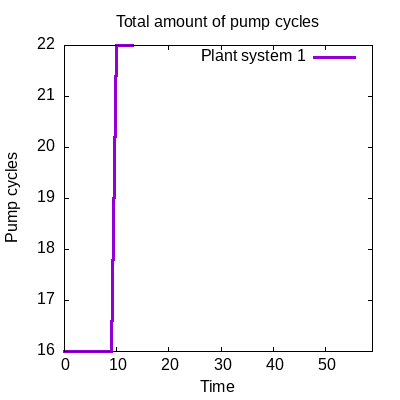 Total amount of pump cycles
Plant system 1
22
21
20
19
18
17
16
Pump cycles
0 10 20 30 40 50
Time